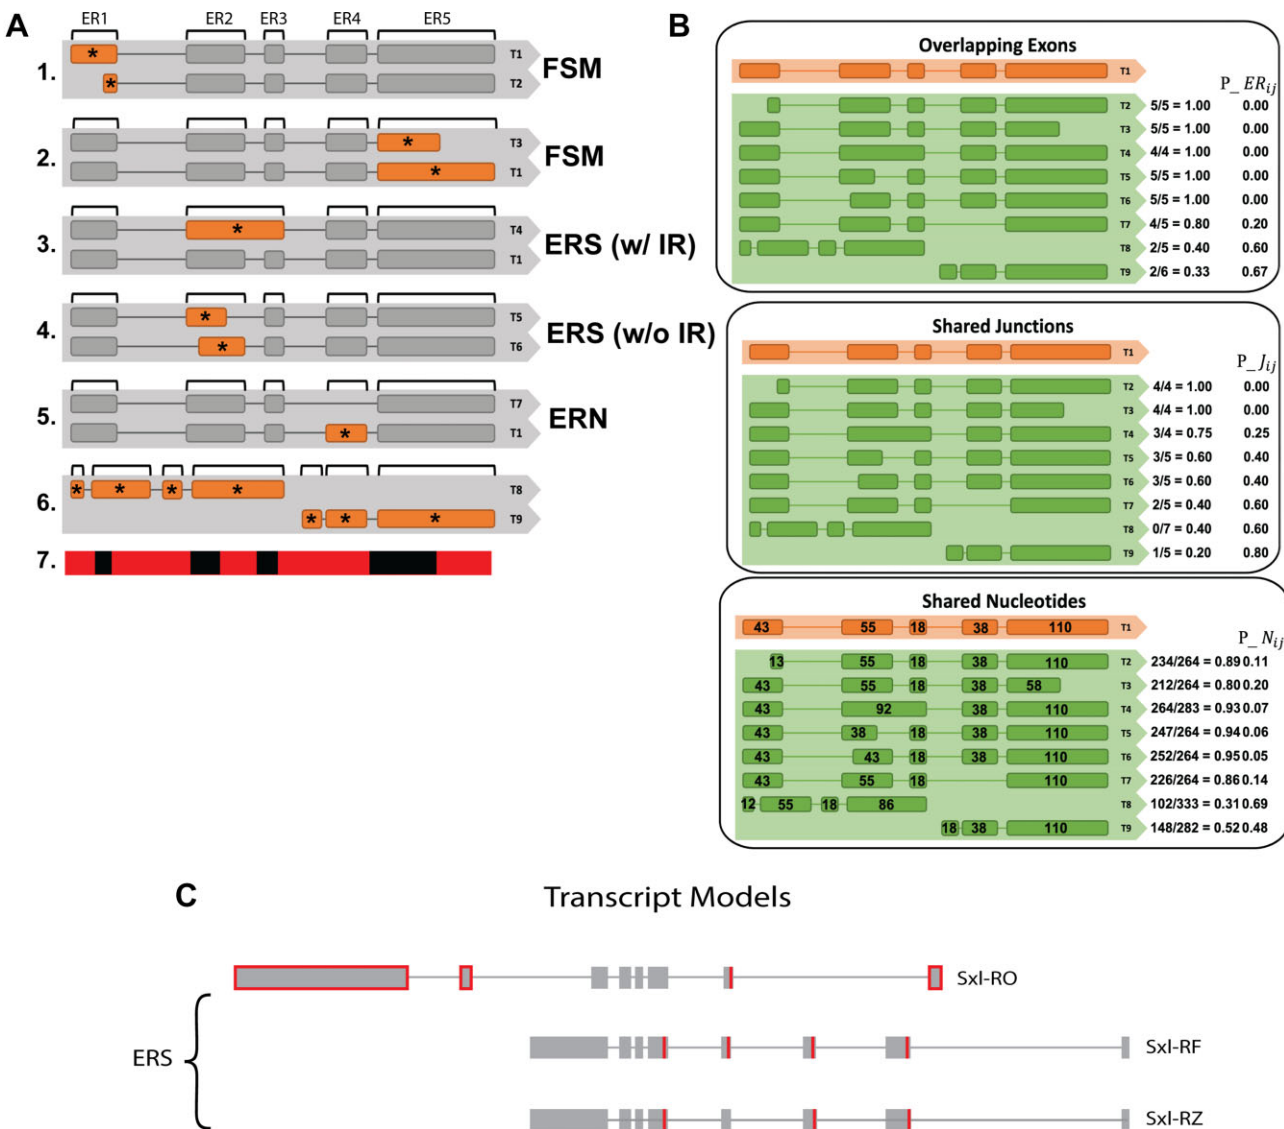 A
ER1 ER2 ER3 ER4 ER5
1. * T1 FSM
* T2
2. * T3 FSM
* T1
3. * T4 ERS (w/ IR)
T1
4. * T5 ERS (w/o IR)
* T6
5. T7 ERN
* T1
6. * * * * T8
* * * T9
7.
B
Overlapping Exons
T1 P_ERij
T2 5/5 = 1.00 0.00
T3 5/5 = 1.00 0.00
T4 4/4 = 1.00 0.00
T5 5/5 = 1.00 0.00
T6 5/5 = 1.00 0.00
T7 4/5 = 0.80 0.20
T8 2/5 = 0.40 0.60
T9 2/6 = 0.33 0.67
Shared Junctions
T1 P_Jij
T2 4/4 = 1.00 0.00
T3 4/4 = 1.00 0.00
T4 3/4 = 0.75 0.25
T5 3/5 = 0.60 0.40
T6 3/5 = 0.60 0.40
T7 2/5 = 0.40 0.60
T8 0/7 = 0.40 0.60
T9 1/5 = 0.20 0.80
Shared Nucleotides
43 55 18 38 110 T1 P_Nij
13 55 18 38 110 T2 234/264 = 0.89 0.11
43 55 18 38 58 T3 212/264 = 0.80 0.20
43 92 38 110 T4 264/283 = 0.93 0.07
43 38 18 38 110 T5 247/264 = 0.94 0.06
43 43 18 38 110 T6 252/264 = 0.95 0.05
43 55 18 110 T7 226/264 = 0.86 0.14
12 55 18 86 T8 102/333 = 0.31 0.69
18 38 110 T9 148/282 = 0.52 0.48
C
Transcript Models
Sxl-RO
ERS
Sxl-RF
Sxl-RZ